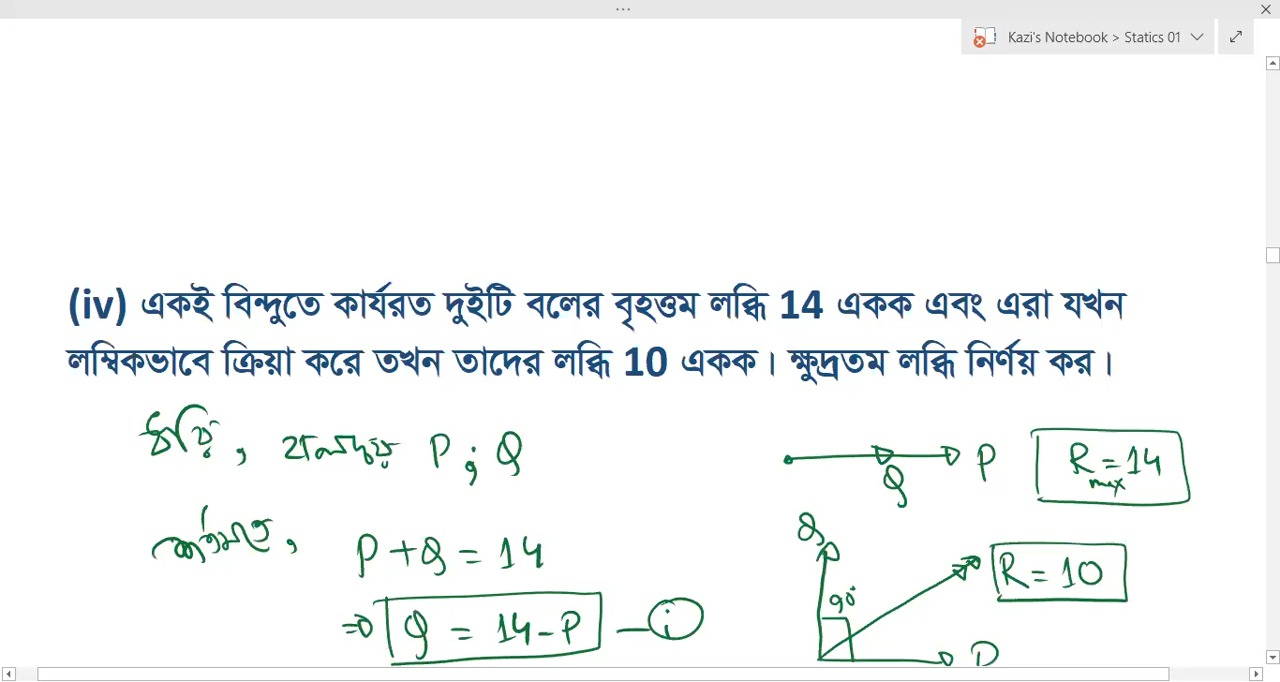 Kazi's Notebook > Statics 01
(iv) একই বিন্দুতে কার্যরত দুইটি বলের বৃহত্তম লব্ধি 14 একক এবং এরা যখন
লম্বিকভাবে ক্রিয়া করে তখন তাদের লব্ধি 10 একক। ক্ষুদ্রতম লব্ধি নির্ণয় কর।
ধরি, বলদ্বয় P ; Q
P
Q
R max = 14
শর্তমতে, P + Q = 14
Q
90°
R = 10
⇒ Q = 14 - P — i
P